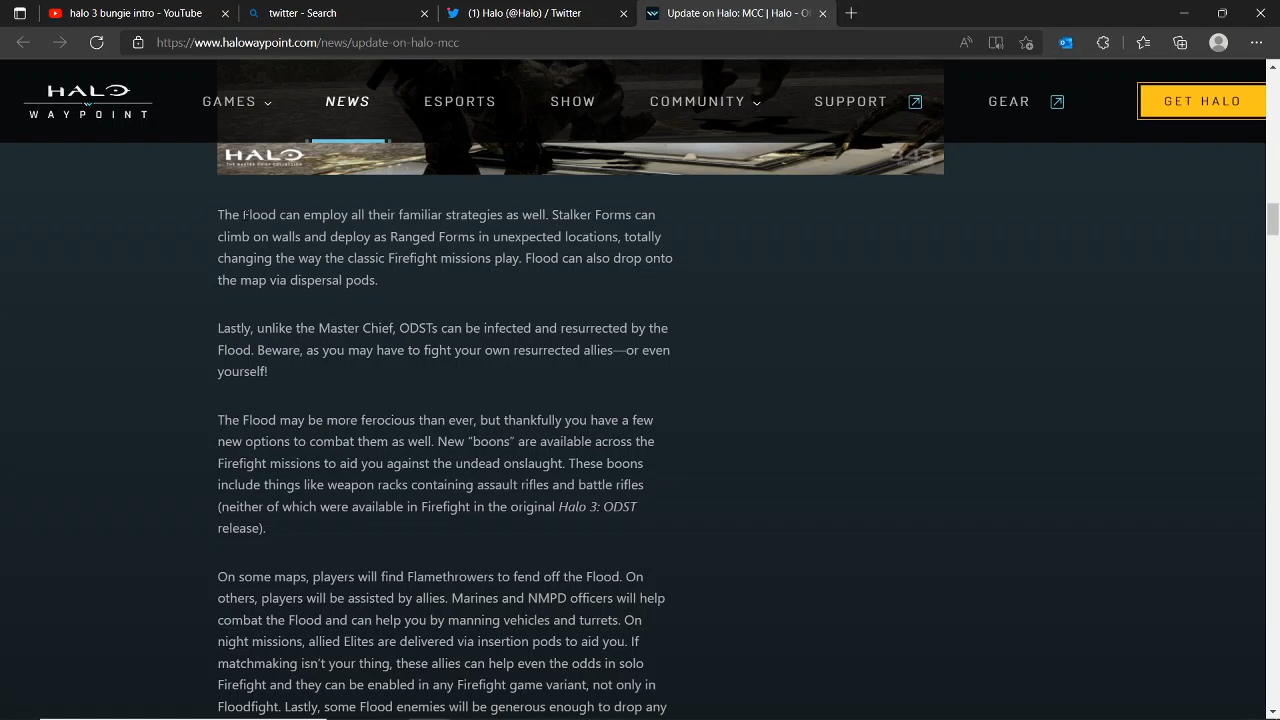 halo 3 bungie intro - YouTube
twitter - Search
(1) Halo (@Halo) / Twitter
Update on Halo: MCC | Halo - O
https://www.halowaypoint.com/news/update-on-halo-mcc
HALO
WAYPOINT
GAMES
NEWS
ESPORTS
SHOW
COMMUNITY
SUPPORT
GEAR
GET HALO
HALO
THE MASTER CHIEF COLLECTION
343
The Flood can employ all their familiar strategies as well. Stalker Forms can
climb on walls and deploy as Ranged Forms in unexpected locations, totally
changing the way the classic Firefight missions play. Flood can also drop onto
the map via dispersal pods.
Lastly, unlike the Master Chief, ODSTs can be infected and resurrected by the
Flood. Beware, as you may have to fight your own resurrected allies—or even
yourself!
The Flood may be more ferocious than ever, but thankfully you have a few
new options to combat them as well. New “boons” are available across the
Firefight missions to aid you against the undead onslaught. These boons
include things like weapon racks containing assault rifles and battle rifles
(neither of which were available in Firefight in the original Halo 3: ODST
release).
On some maps, players will find Flamethrowers to fend off the Flood. On
others, players will be assisted by allies. Marines and NMPD officers will help
combat the Flood and can help you by manning vehicles and turrets. On
night missions, allied Elites are delivered via insertion pods to aid you. If
matchmaking isn’t your thing, these allies can help even the odds in solo
Firefight and they can be enabled in any Firefight game variant, not only in
Floodfight. Lastly, some Flood enemies will be generous enough to drop any